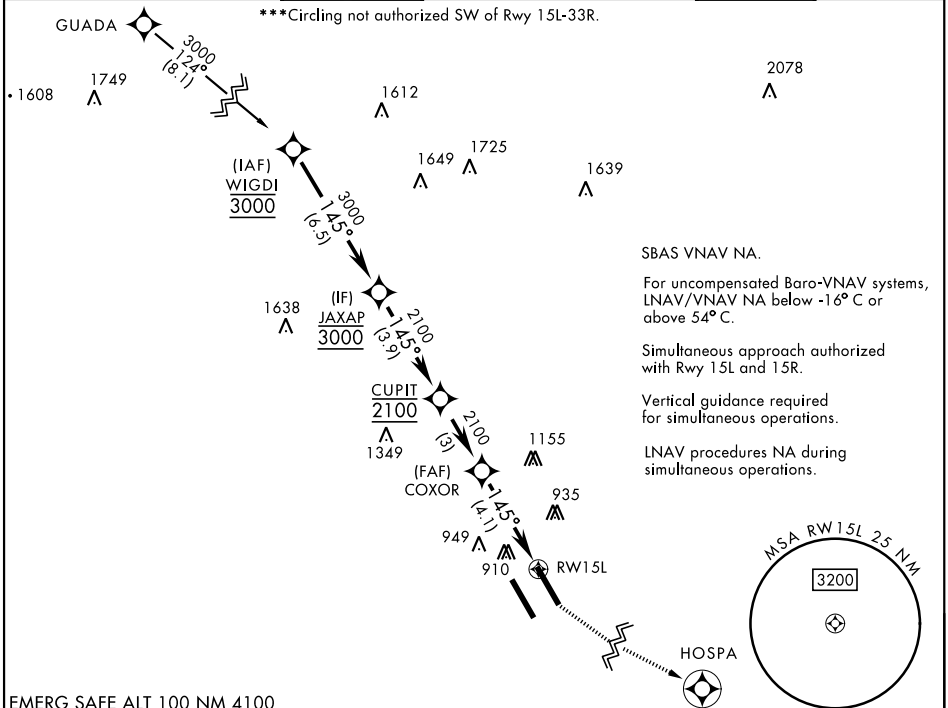 ***Circling not authorized SW of Rwy 15L-33R.
GUADA
3000
124°
(8.1)
1608
1749
1612
2078
1649
1725
1639
(IAF)
WIGDI
3000
3000
145°
(6.5)
SBAS VNAV NA.
For uncompensated Baro-VNAV systems,
LNAV/VNAV NA below -16° C or
above 54° C.
Simultaneous approach authorized
with Rwy 15L and 15R.
Vertical guidance required
for simultaneous operations.
LNAV procedures NA during
simultaneous operations.
1638
(IF)
JAXAP
3000
2100
145°
(3.9)
CUPIT
2100
2100
(3)
1349
1155
(FAF)
COXOR
935
145°
(4.1)
949
910
RW15L
MSA RW15L 25 NM
3200
HOSPA
EMERG SAFE ALT 100 NM 4100